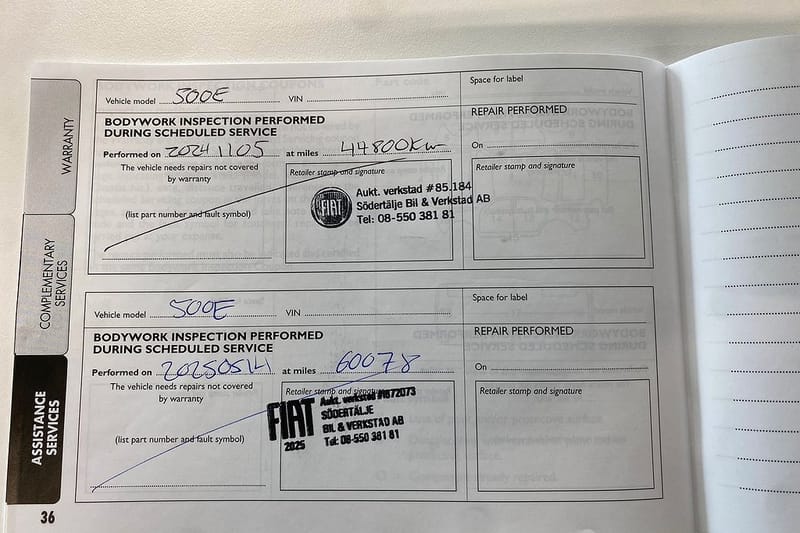 WARRANTY
COMPLEMENTARY
SERVICES
ASSISTANCE
SERVICES
Vehicle model 500E VIN
Space for label
BODYWORK INSPECTION PERFORMED
DURING SCHEDULED SERVICE
REPAIR PERFORMED
Performed on 20241105 at miles 44800Km
On
The vehicle needs repairs not covered
by warranty
Retailer stamp and signature
Retailer stamp and signature
(list part number and fault symbol)
FIAT
Aukt. verkstad #85.184
Södertälje Bil & Verkstad AB
Tel: 08-550 381 81
Vehicle model 500E VIN
Space for label
BODYWORK INSPECTION PERFORMED
DURING SCHEDULED SERVICE
REPAIR PERFORMED
Performed on 20250514 at miles 60078
On
The vehicle needs repairs not covered
by warranty
Retailer stamp and signature
Retailer stamp and signature
(list part number and fault symbol)
FIAT
2025
Aukt. verkstad #872073
SÖDERTÄLJE
BIL & VERKSTAD AB
Tel: 08-550 381 81
36